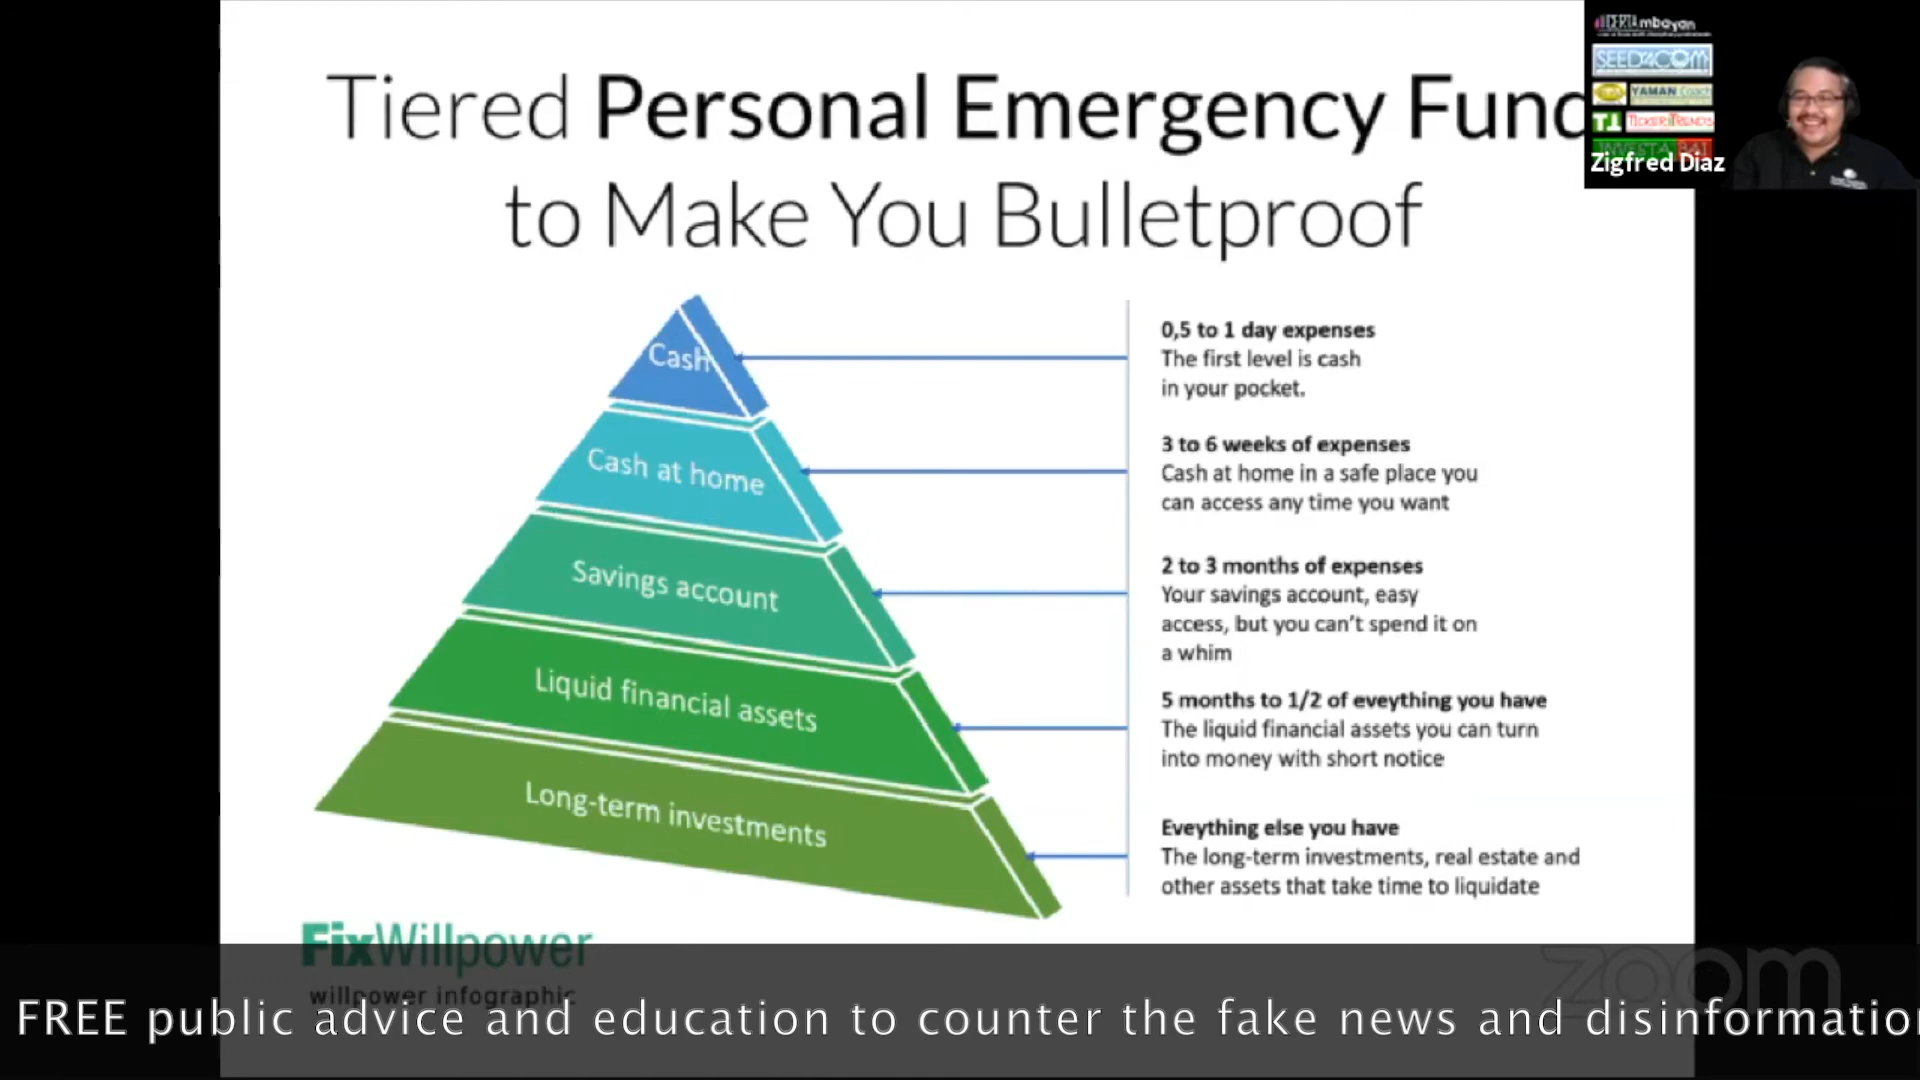 Tiered Personal Emergency Fund
to Make You Bulletproof
mbayan
SEED4COM
YAMAN Coach
TJ TICKERTRENDS
Zigfred Diaz
Cash
Cash at home
Savings account
Liquid financial assets
Long-term investments
0,5 to 1 day expenses
The first level is cash
in your pocket.
3 to 6 weeks of expenses
Cash at home in a safe place you
can access any time you want
2 to 3 months of expenses
Your savings account, easy
access, but you can't spend it on
a whim
5 months to 1/2 of eveything you have
The liquid financial assets you can turn
into money with short notice
Eveything else you have
The long-term investments, real estate and
other assets that take time to liquidate
FixWillpower
willpower infographic
zoom
FREE public advice and education to counter the fake news and disinformation